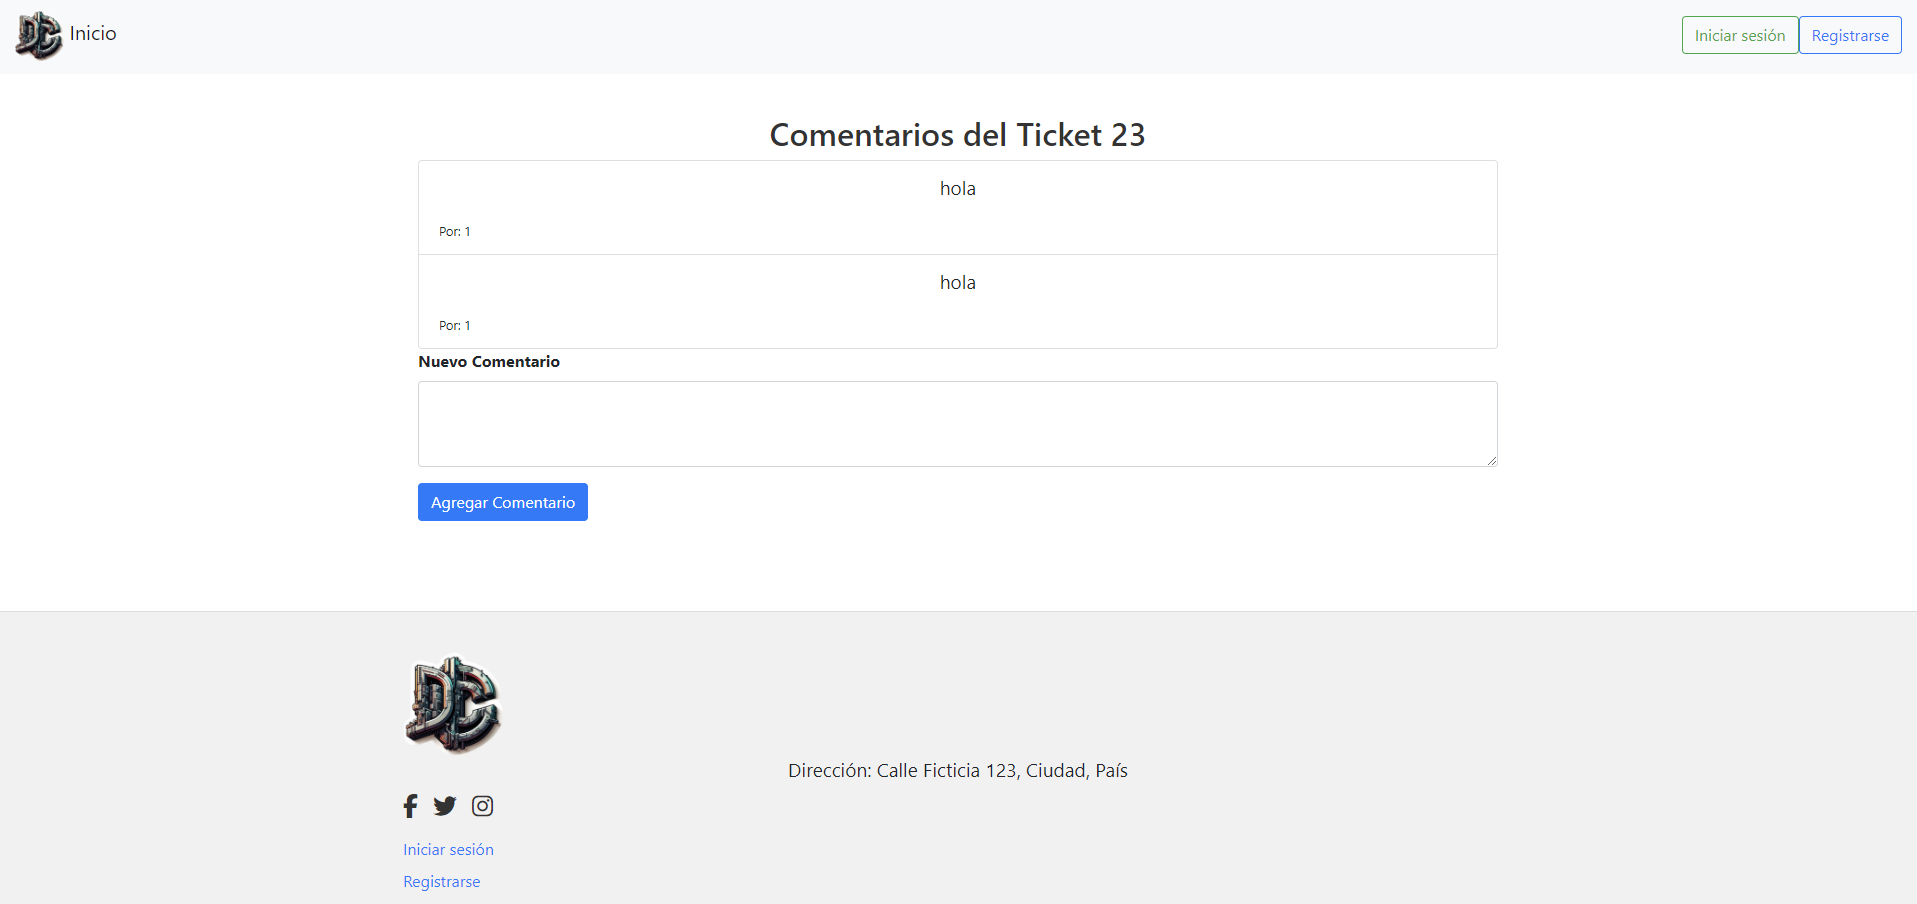 Inicio
Iniciar sesión
Registrarse
Comentarios del Ticket 23
hola
Por: 1
hola
Por: 1
Nuevo Comentario
Agregar Comentario
DC
Dirección: Calle Ficticia 123, Ciudad, País
Iniciar sesión
Registrarse